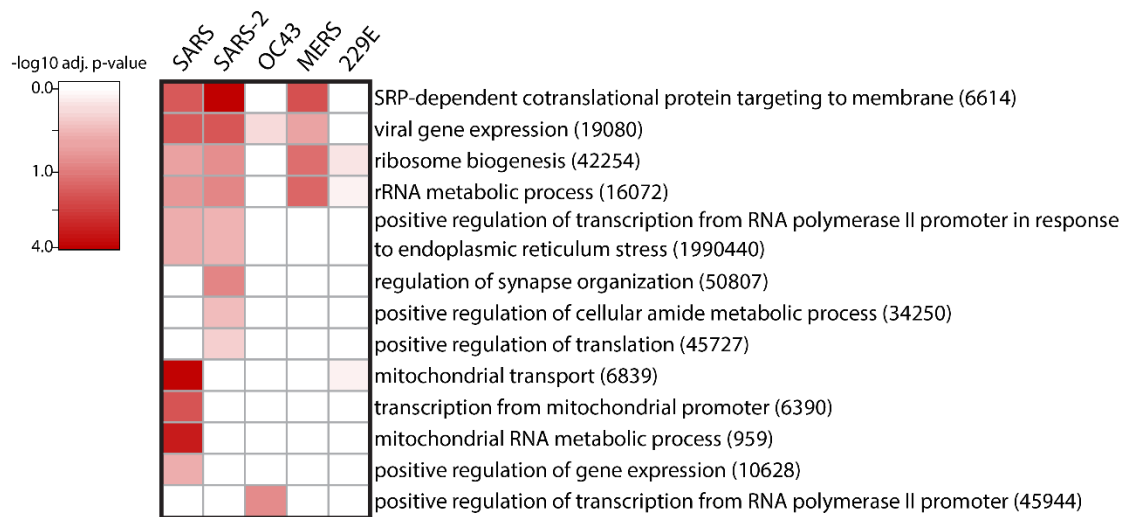 SARS
SARS-2
OC43
MERS
229E
-log10 adj. p-value
0.0
1.0
4.0
SRP-dependent cotranslational protein targeting to membrane (6614)
viral gene expression (19080)
ribosome biogenesis (42254)
rRNA metabolic process (16072)
positive regulation of transcription from RNA polymerase II promoter in response
to endoplasmic reticulum stress (1990440)
regulation of synapse organization (50807)
positive regulation of cellular amide metabolic process (34250)
positive regulation of translation (45727)
mitochondrial transport (6839)
transcription from mitochondrial promoter (6390)
mitochondrial RNA metabolic process (959)
positive regulation of gene expression (10628)
positive regulation of transcription from RNA polymerase II promoter (45944)